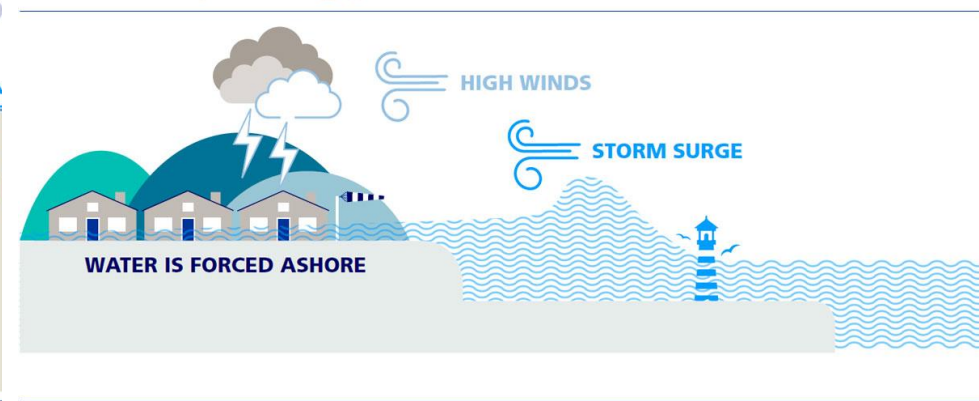 HIGH WINDS
STORM SURGE
WATER IS FORCED ASHORE